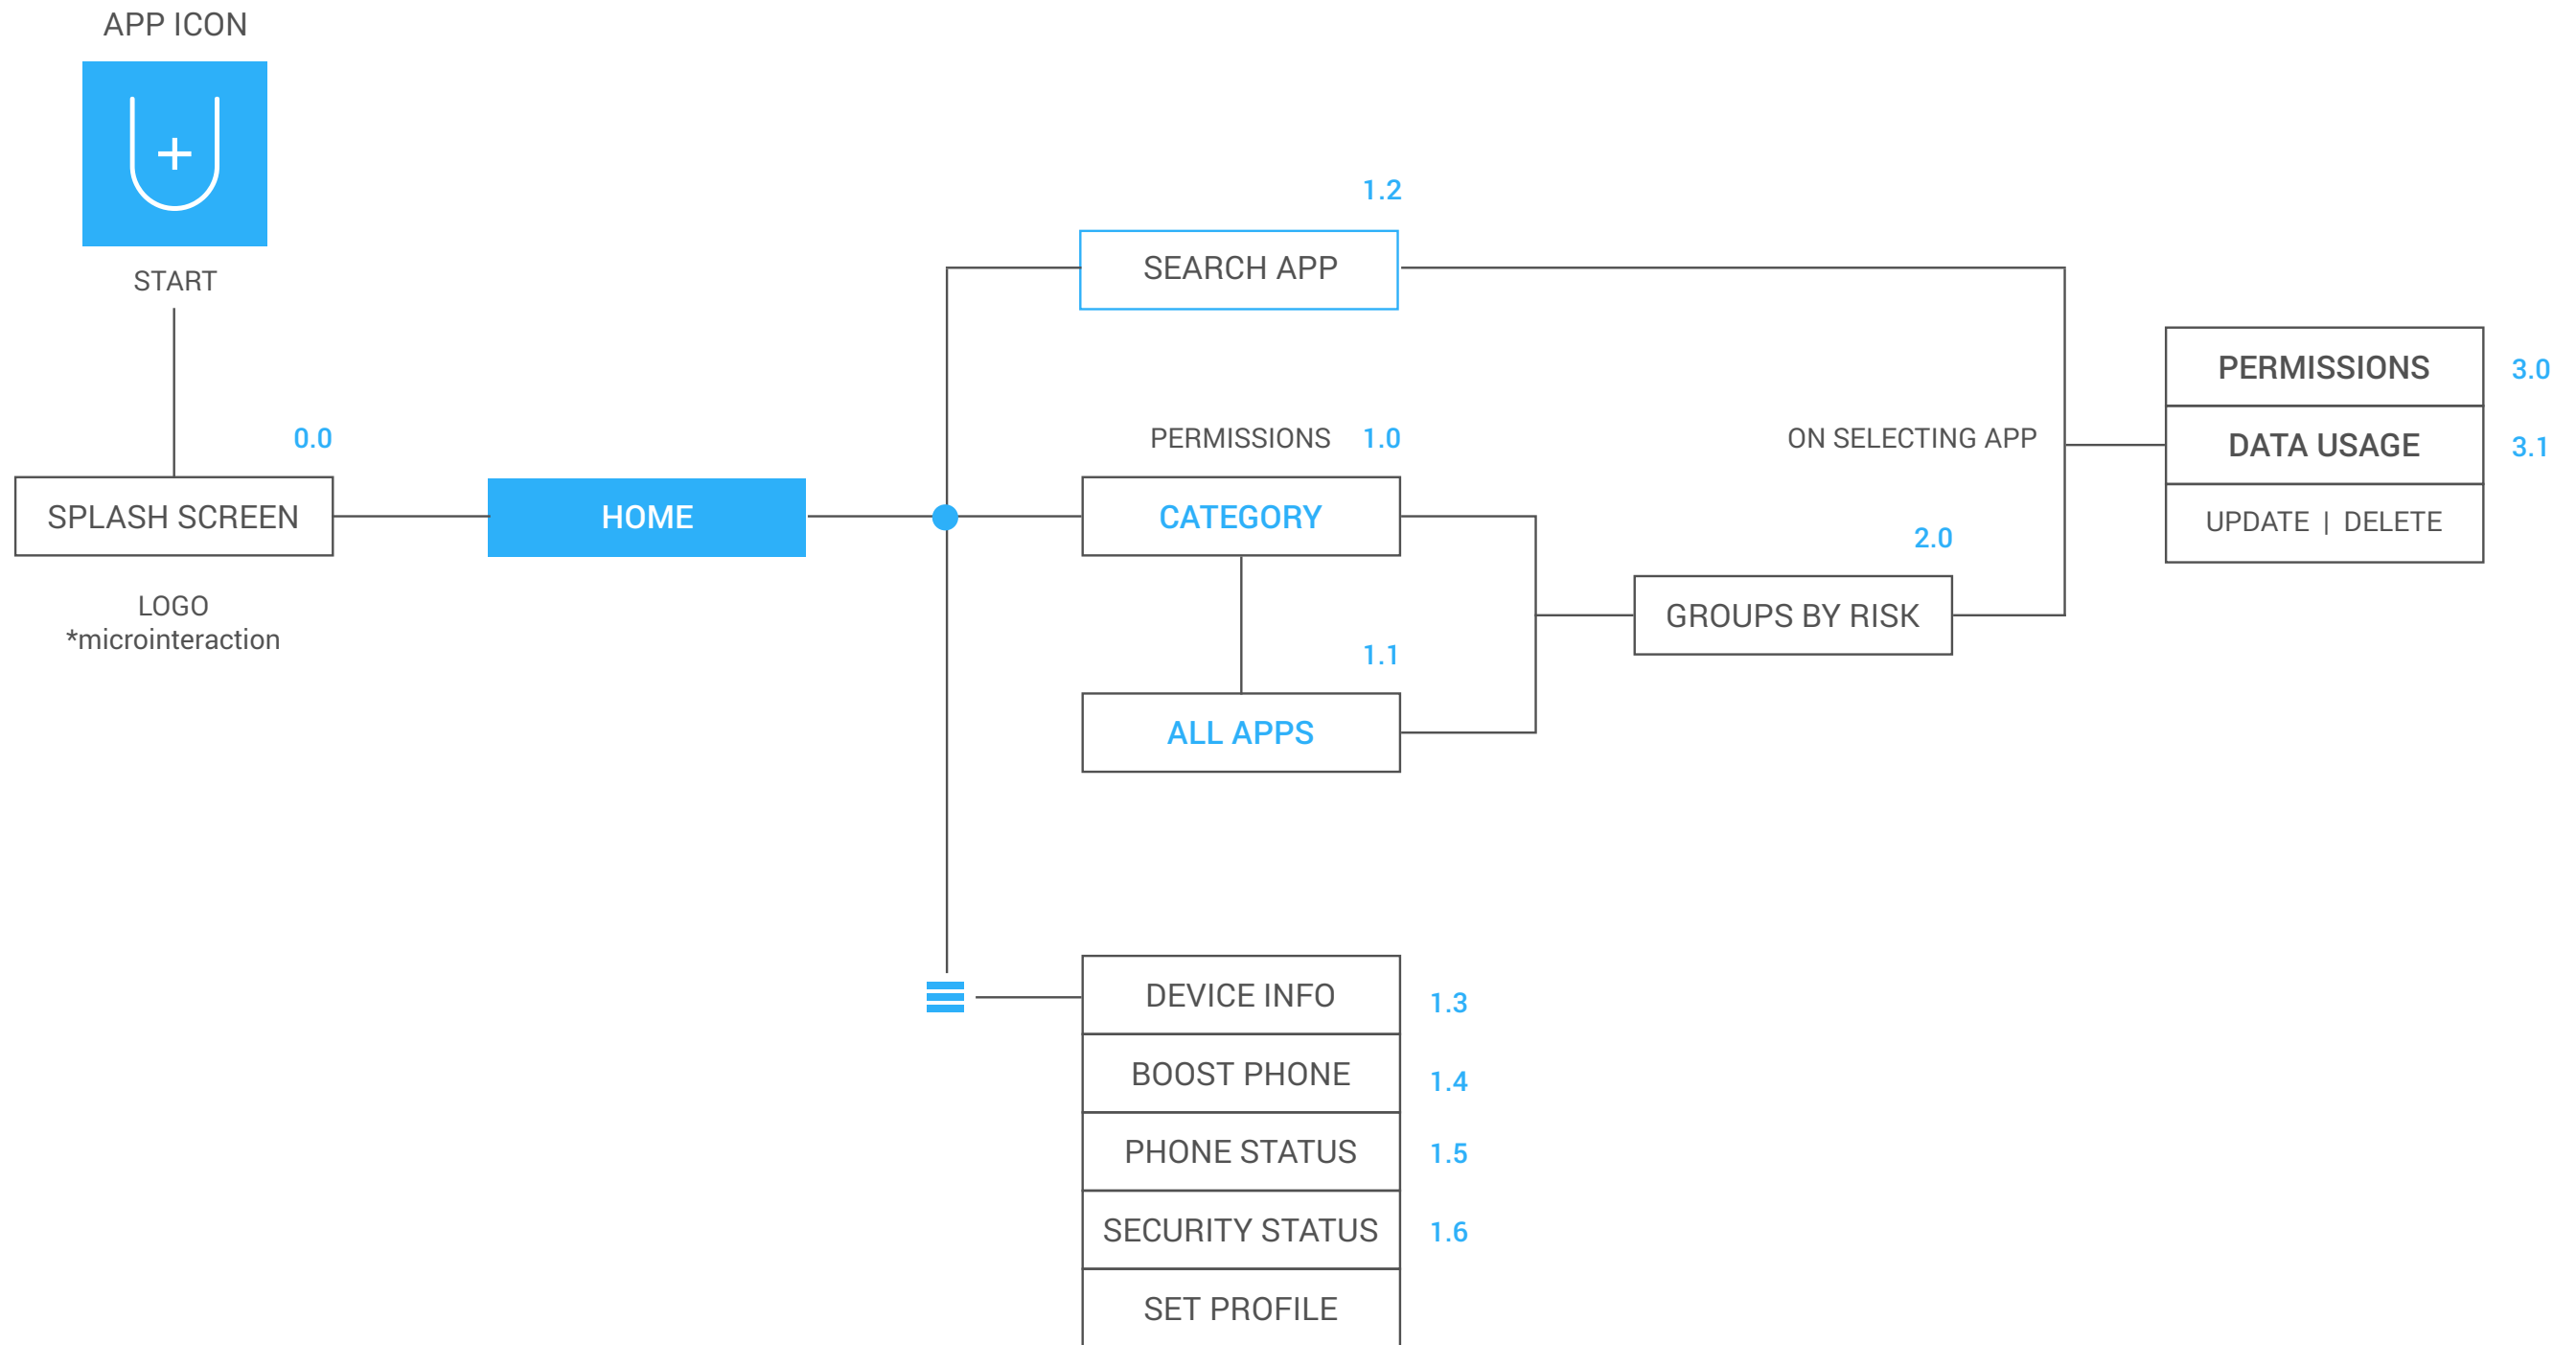 APP ICON
START
0.0
SPLASH SCREEN
LOGO
*microinteraction
HOME
1.2
SEARCH APP
PERMISSIONS 1.0
CATEGORY
1.1
ALL APPS
2.0
GROUPS BY RISK
ON SELECTING APP
PERMISSIONS 3.0
DATA USAGE 3.1
UPDATE | DELETE
DEVICE INFO 1.3
BOOST PHONE 1.4
PHONE STATUS 1.5
SECURITY STATUS 1.6
SET PROFILE